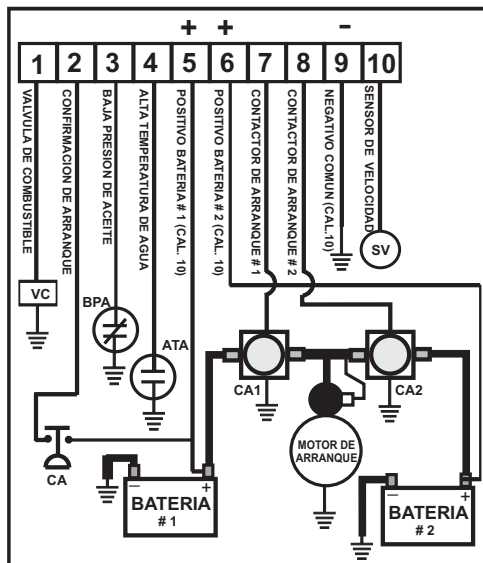 + + −
1 2 3 4 5 6 7 8 9 10
VALVULA DE COMBUSTIBLE
CONFIRMACION DE ARRANQUE
BAJA PRESION DE ACEITE
ALTA TEMPERATURA DE AGUA
POSITIVO BATERIA # 1 (CAL. 10)
POSITIVO BATERIA # 2 (CAL. 10)
CONTACTOR DE ARRANQUE # 1
CONTACTOR DE ARRANQUE # 2
NEGATIVO COMUN (CAL.10)
SENSOR DE VELOCIDAD
SV
VC
BPA
ATA
CA1
CA2
MOTOR DE
ARRANQUE
CA
− +
BATERIA
# 1
− +
BATERIA
# 2